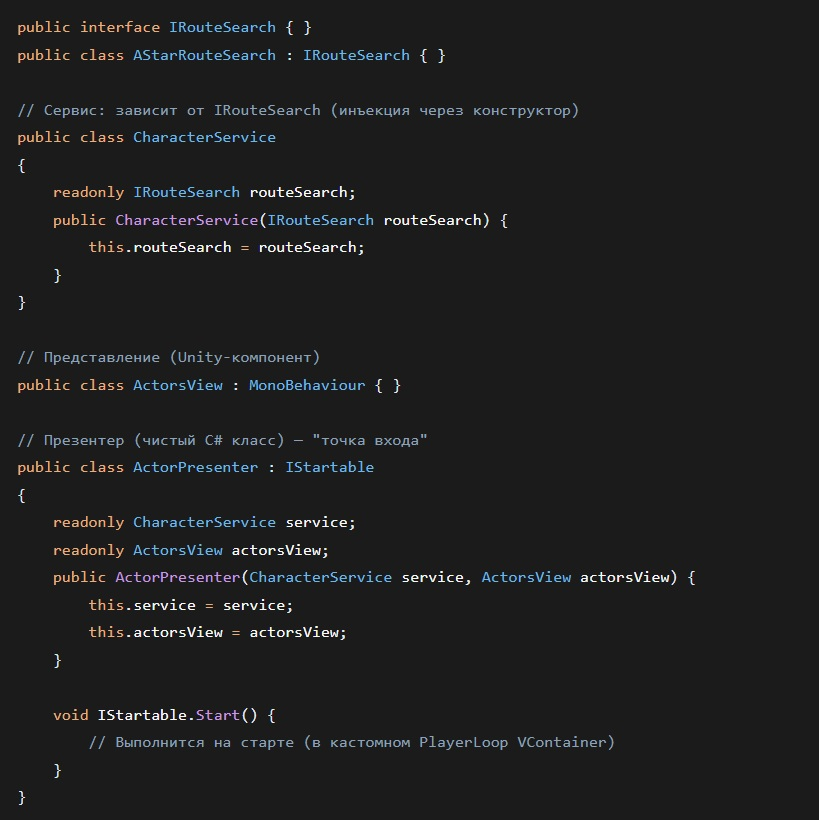 public interface IRouteSearch { }
public class AStarRouteSearch : IRouteSearch { }
// Сервис: зависит от IRouteSearch (инъекция через конструктор)
public class CharacterService
{
    readonly IRouteSearch routeSearch;
    public CharacterService(IRouteSearch routeSearch) {
        this.routeSearch = routeSearch;
    }
}
// Представление (Unity-компонент)
public class ActorsView : MonoBehaviour { }
// Презентер (чистый C# класс) — "точка входа"
public class ActorPresenter : IStartable
{
    readonly CharacterService service;
    readonly ActorsView actorsView;
    public ActorPresenter(CharacterService service, ActorsView actorsView) {
        this.service = service;
        this.actorsView = actorsView;
    }
    void IStartable.Start() {
        // Выполнится на старте (в кастомном PlayerLoop VContainer)
    }
}